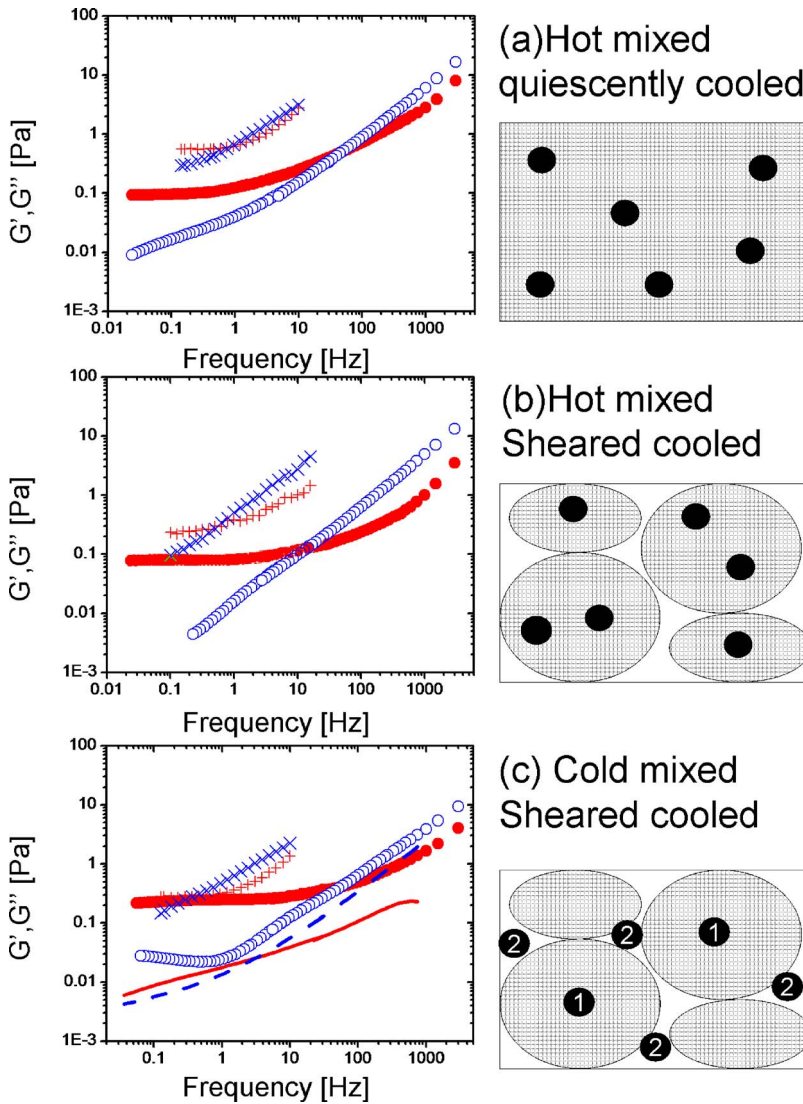 (a)Hot mixed
quiescently cooled
G',G'' [Pa]
100
10
1
0.1
0.01
1E-3
0.01 0.1 1 10 100 1000
Frequency [Hz]
(b)Hot mixed
Sheared cooled
G',G'' [Pa]
100
10
1
0.1
0.01
1E-3
0.01 0.1 1 10 100 1000
Frequency [Hz]
(c) Cold mixed
Sheared cooled
G',G'' [Pa]
100
10
1
0.1
0.01
1E-3
0.1 1 10 100 1000
Frequency [Hz]
2
2
1
2
1
2